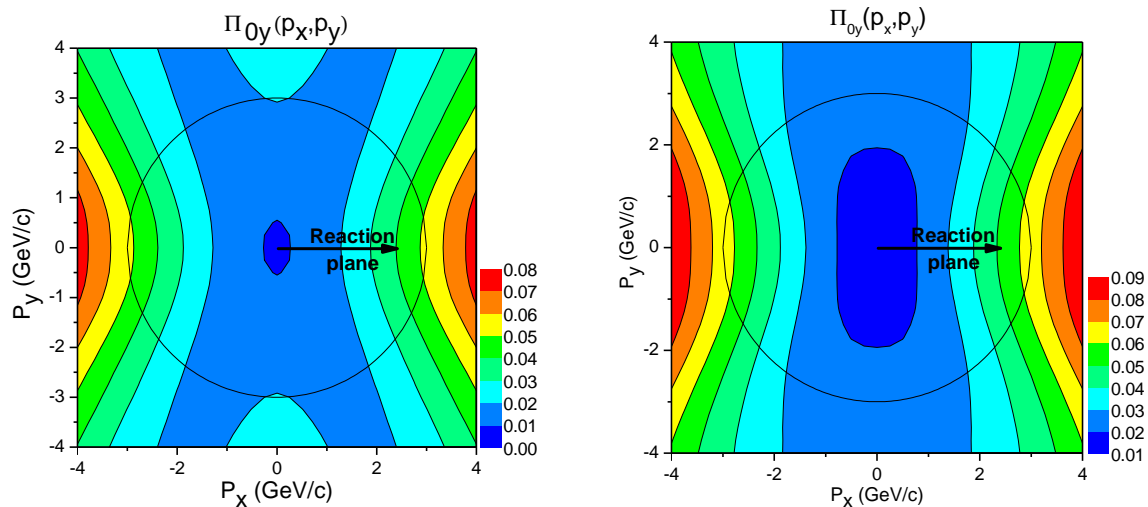 Π0y(px,py)
4
3
2
1
0
-1
-2
-3
-4
Py (GeV/c)
Reaction
plane
0.08
0.07
0.06
0.05
0.04
0.03
0.02
0.01
0.00
-4 -2 0 2 4
Px (GeV/c)
Π0y(px,py)
4
2
0
-2
-4
Py (GeV/c)
Reaction
plane
0.09
0.08
0.07
0.06
0.05
0.04
0.03
0.02
0.01
-4 -2 0 2 4
Px (GeV/c)